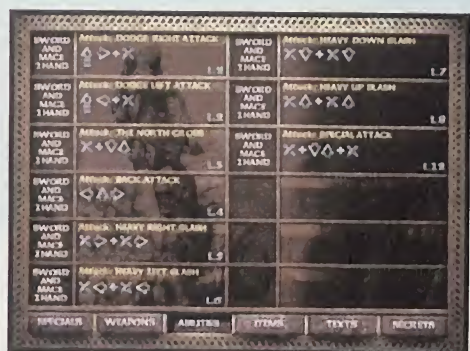 SWORD AND MACE 1 HAND
Attack: DODGE RIGHT ATTACK
SWORD AND MACE 1 HAND
Attack: DODGE LEFT ATTACK
SWORD AND MACE 1 HAND
Attack: THE NORTH CROSS
L.5
SWORD AND MACE 1 HAND
Attack: BACK ATTACK
L.4
SWORD AND MACE 1 HAND
Attack: HEAVY RIGHT SLASH
SWORD AND MACE 1 HAND
Attack: HEAVY LEFT SLASH
L.6
SWORD AND MACE 1 HAND
Attack: HEAVY DOWN SLASH
L.7
SWORD AND MACE 1 HAND
Attack: HEAVY UP SLASH
L.8
SWORD AND MACE 1 HAND
Attack: SPECIAL ATTACK
SPECIALS WEAPONS ABILITIES ITEMS TEXTS SECRETS